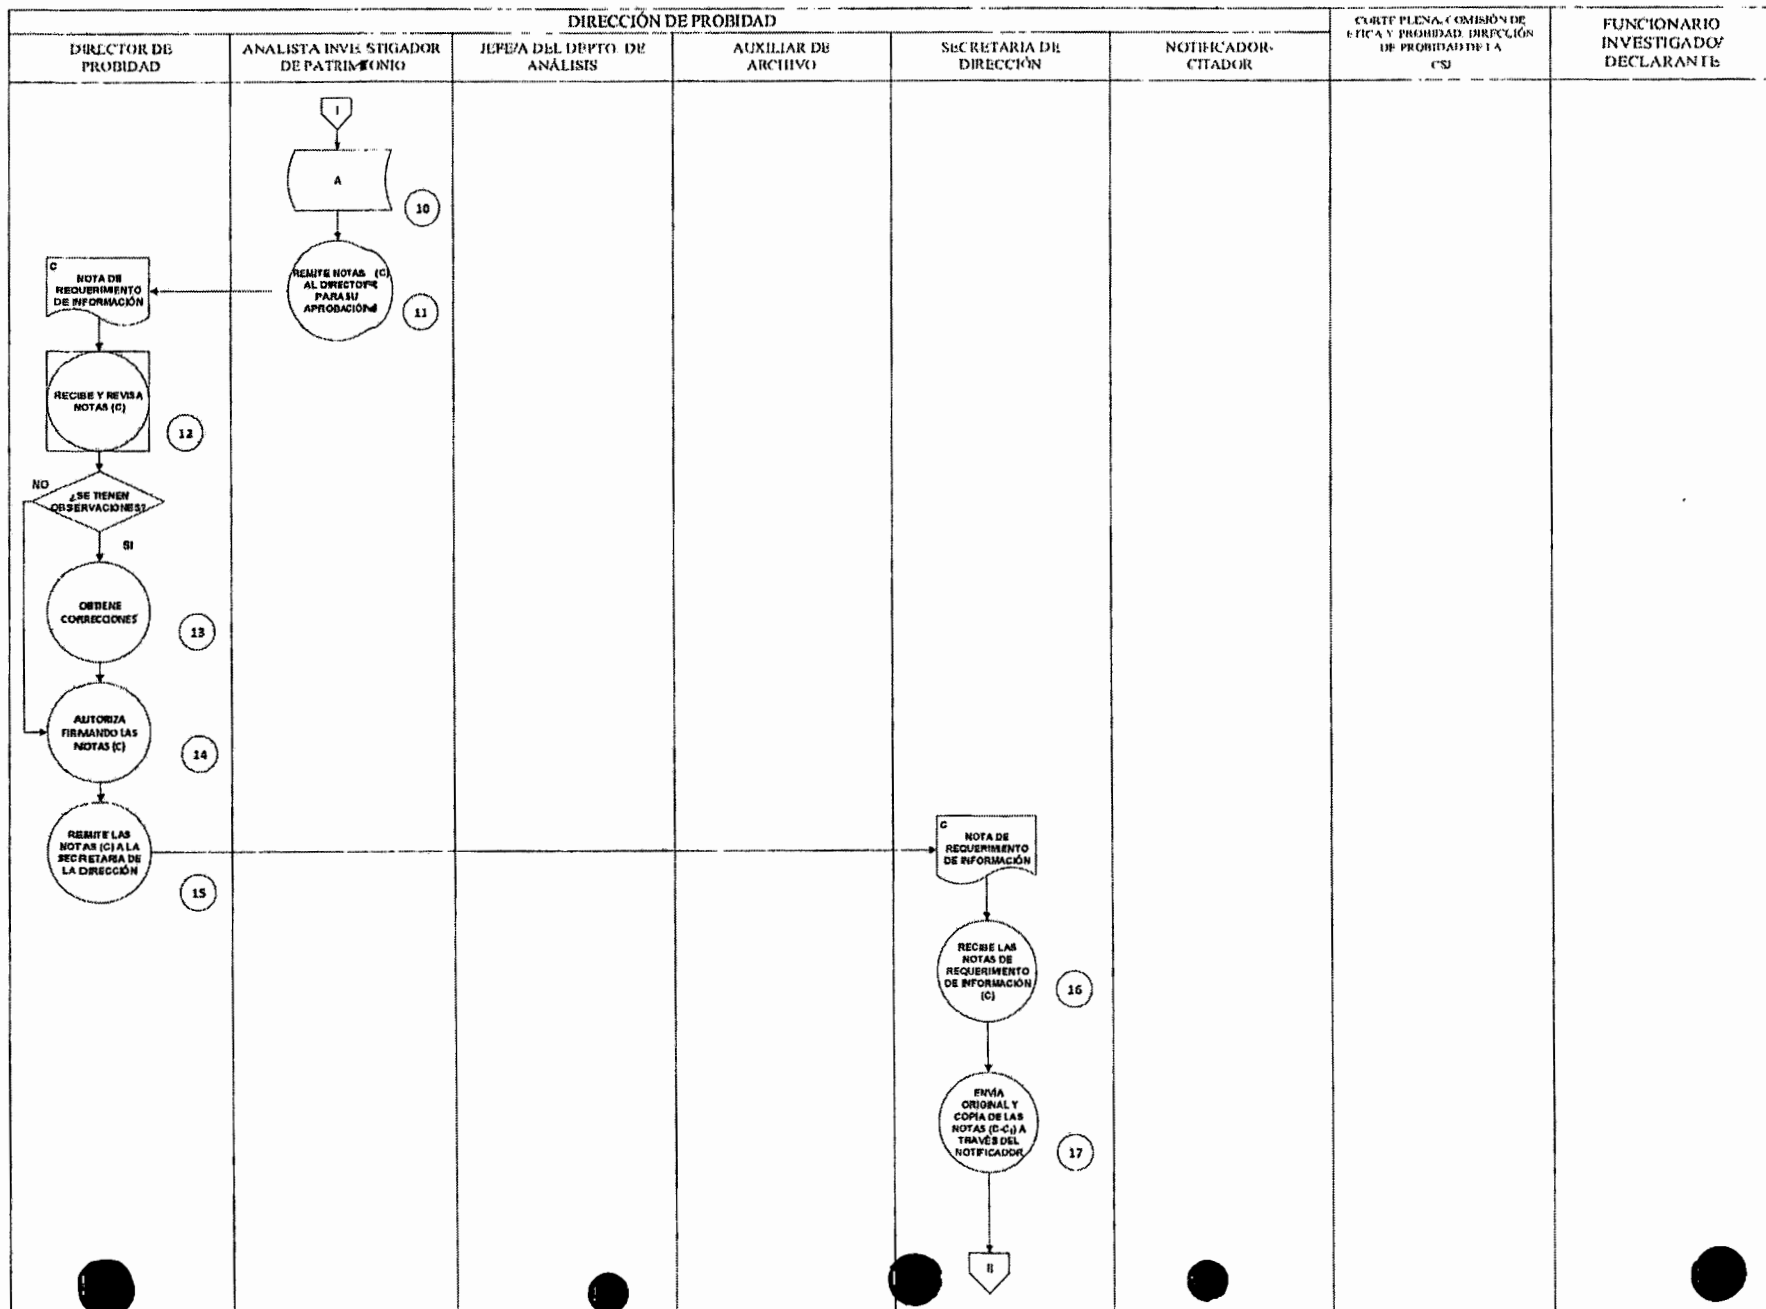 DIRECCIÓN DE PROBIDAD
DIRECTOR DE
PROBIDAD
ANALISTA INVESTIGADOR
DE PATRIMONIO
JEFE/A DEL DEPTO. DE
ANÁLISIS
AUXILIAR DE
ARCHIVO
SECRETARIA DE
DIRECCIÓN
NOTIFICADOR-
CITADOR
CORTE PLENA, COMISIÓN DE
ETICA Y PROBIDAD, DIRECCIÓN
DE PROBIDAD DE LA
CSJ
FUNCIONARIO
INVESTIGADO/
DECLARANTE
A
10
REMITE NOTAS (C)
AL DIRECTOR
PARA SU
APROBACIÓN
11
C
NOTA DE
REQUERIMIENTO
DE INFORMACIÓN
RECIBE Y REVISA
NOTAS (C)
12
NO
¿SE TIENEN
OBSERVACIONES?
SI
OBTIENE
CORRECCIONES
13
AUTORIZA
FIRMANDO LAS
NOTAS (C)
14
REMITE LAS
NOTAS (C) A LA
SECRETARIA DE
LA DIRECCIÓN
15
C
NOTA DE
REQUERIMIENTO
DE INFORMACIÓN
RECIBE LAS
NOTAS DE
REQUERIMIENTO
DE INFORMACIÓN
(C)
16
ENVÍA
ORIGINAL Y
COPIA DE LAS
NOTAS A
TRAVÉS DEL
NOTIFICADOR
17